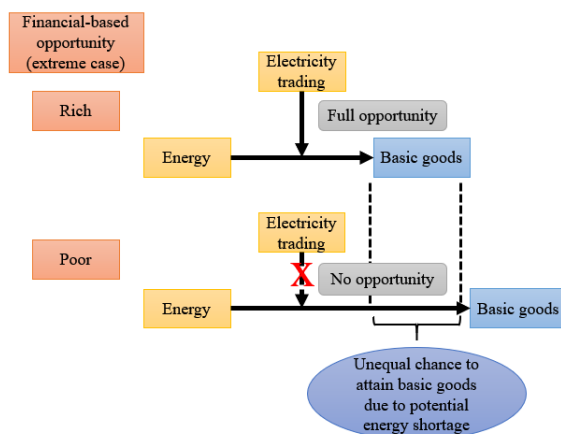 Financial-based
opportunity
(extreme case)
Electricity
trading
Rich
Full opportunity
Energy
Basic goods
Electricity
trading
Poor
X
No opportunity
Energy
Basic goods
Unequal chance to
attain basic goods
due to potential
energy shortage